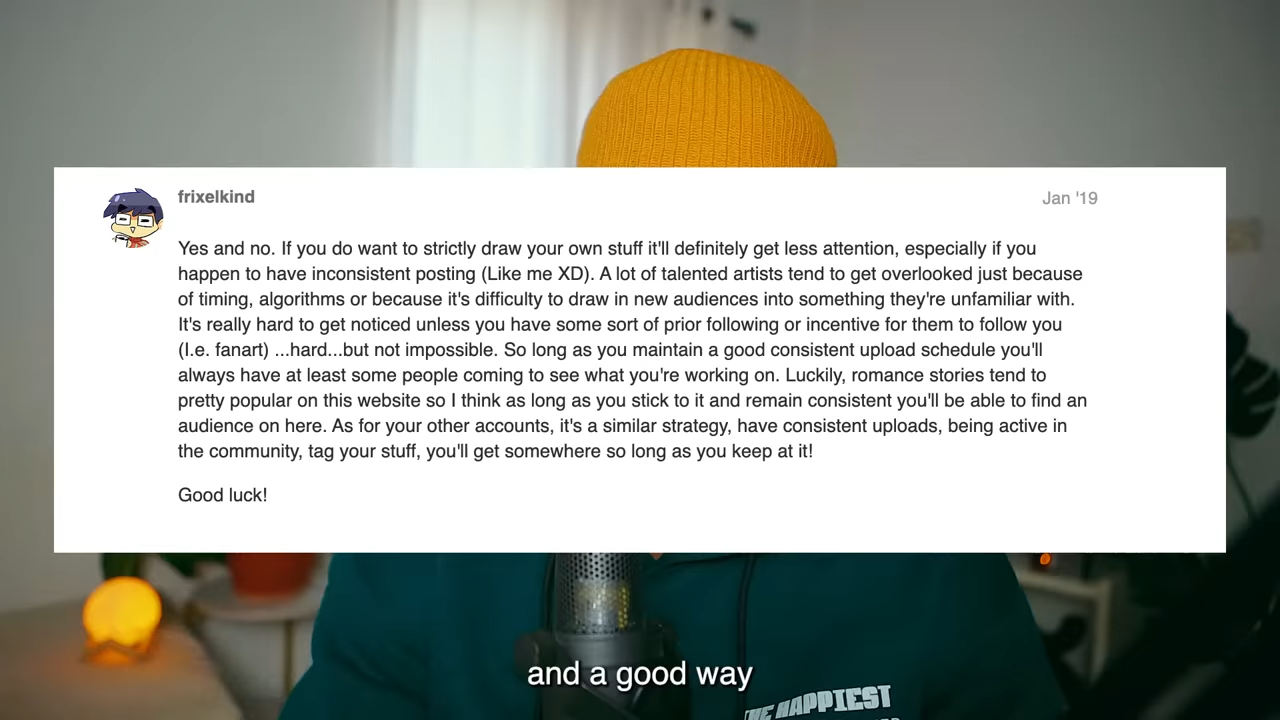 frixelkind
Jan '19
Yes and no. If you do want to strictly draw your own stuff it'll definitely get less attention, especially if you
happen to have inconsistent posting (Like me XD). A lot of talented artists tend to get overlooked just because
of timing, algorithms or because it's difficulty to draw in new audiences into something they're unfamiliar with.
It's really hard to get noticed unless you have some sort of prior following or incentive for them to follow you
(I.e. fanart) ...hard...but not impossible. So long as you maintain a good consistent upload schedule you'll
always have at least some people coming to see what you're working on. Luckily, romance stories tend to
pretty popular on this website so I think as long as you stick to it and remain consistent you'll be able to find an
audience on here. As for your other accounts, it's a similar strategy, have consistent uploads, being active in
the community, tag your stuff, you'll get somewhere so long as you keep at it!
Good luck!
and a good way
THE HAPPIEST